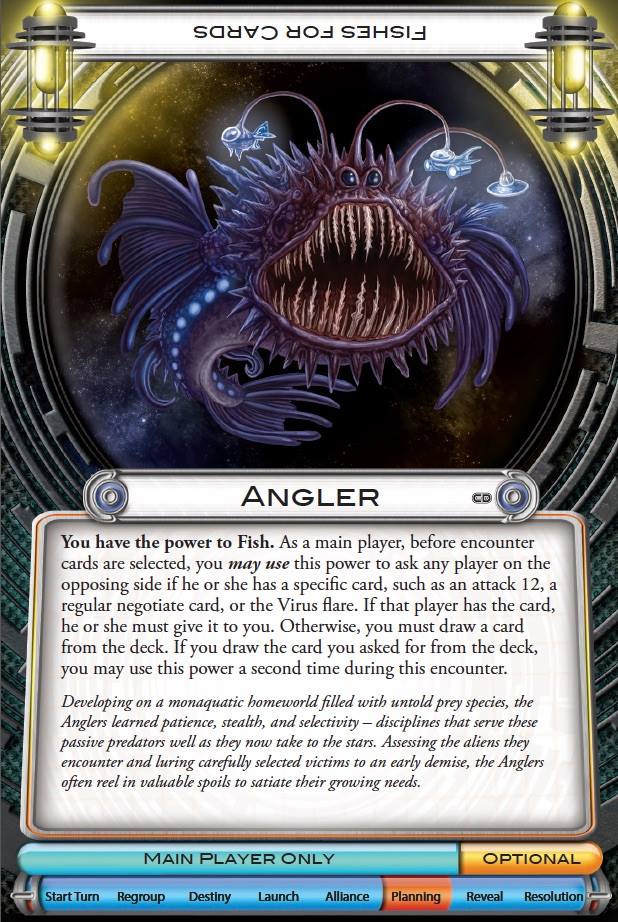 FISHES FOR CARDS
ANGLER CD
You have the power to Fish. As a main player, before encounter
cards are selected, you may use this power to ask any player on the
opposing side if he or she has a specific card, such as an attack 12, a
regular negotiate card, or the Virus flare. If that player has the card,
he or she must give it to you. Otherwise, you must draw a card
from the deck. If you draw the card you asked for from the deck,
you may use this power a second time during this encounter.
Developing on a monaquatic homeworld filled with untold prey species, the
Anglers learned patience, stealth, and selectivity – disciplines that serve these
passive predators well as they now take to the stars. Assessing the aliens they
encounter and luring carefully selected victims to an early demise, the Anglers
often reel in valuable spoils to satiate their growing needs.
MAIN PLAYER ONLY OPTIONAL
Start Turn Regroup Destiny Launch Alliance Planning Reveal Resolution